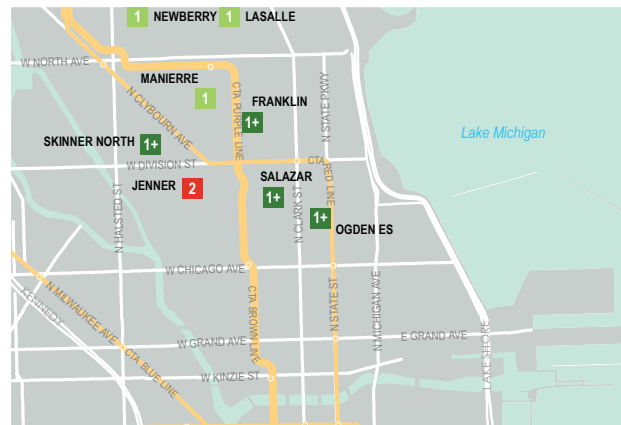 1 NEWBERRY 1 LASALLE
W NORTH AVE
MANIERRE
1
N CLYBOURN AVE
CTA PURPLE LINE
FRANKLIN
1+
N STATE PKWY
Lake Michigan
SKINNER NORTH 1+
W DIVISION ST
CTA RED LINE
JENNER 2
SALAZAR
1+
N HALSTED ST
N CLARK ST
1+
OGDEN ES
W CHICAGO AVE
KENNEDY
N MILWAUKEE AVE
CTA BROWN LINE
N STATE ST
N MICHIGAN AVE
LAKESHORE
W GRAND AVE
E GRAND AVE
CTA BLUE LINE
W KINZIE ST